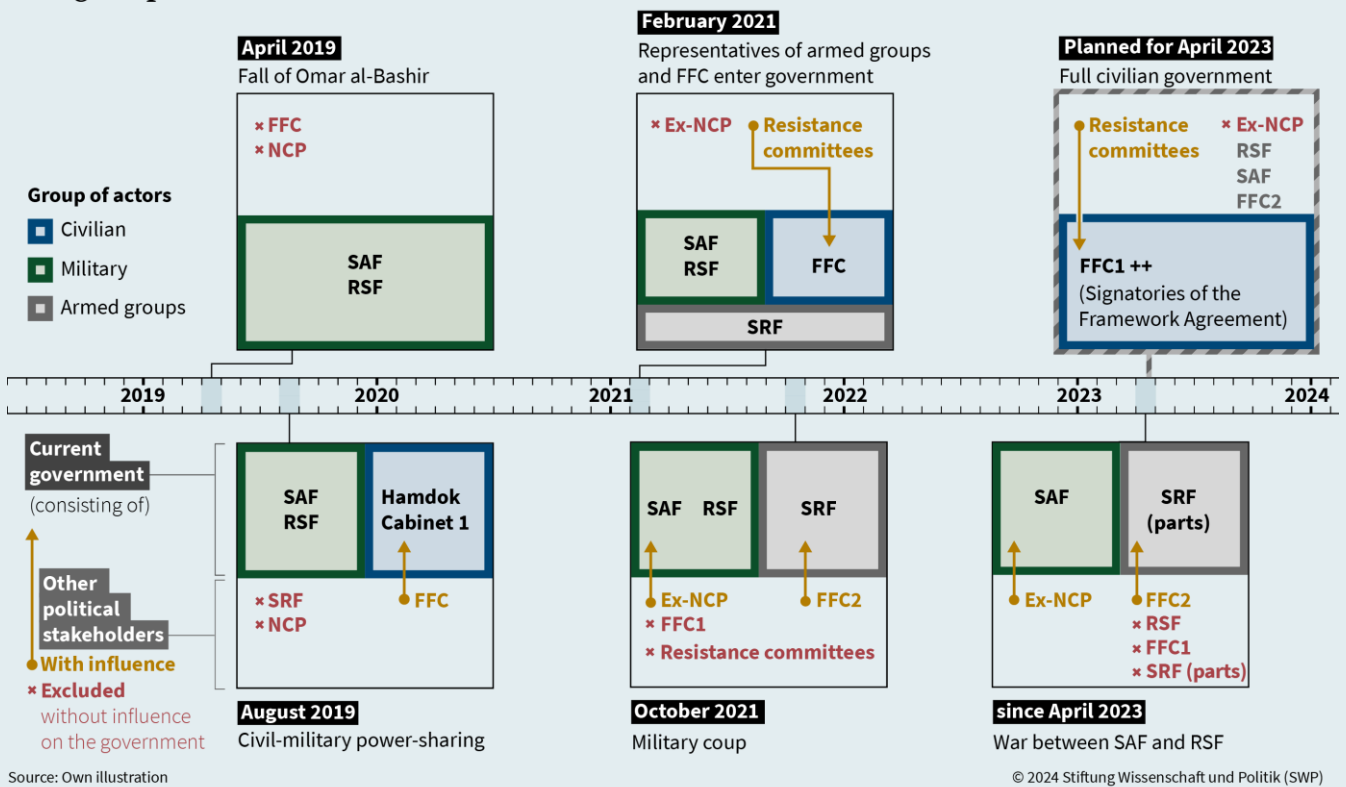 April 2019
Fall of Omar al-Bashir
× FFC
× NCP
SAF
RSF
February 2021
Representatives of armed groups
and FFC enter government
× Ex-NCP
Resistance
committees
SAF
RSF
FFC
SRF
Planned for April 2023
Full civilian government
Resistance
committees
× Ex-NCP
RSF
SAF
FFC2
FFC1 ++
(Signatories of the
Framework Agreement)
Group of actors
Civilian
Military
Armed groups
2019
2020
2021
2022
2023
2024
Current
government
(consisting of)
Other
political
stakeholders
With influence
× Excluded
without influence
on the government
SAF
RSF
Hamdok
Cabinet 1
× SRF
× NCP
FFC
August 2019
Civil-military power-sharing
SAF RSF
SRF
Ex-NCP
× FFC1
× Resistance committees
FFC2
October 2021
Military coup
SAF
SRF
(parts)
Ex-NCP
FFC2
× RSF
× FFC1
× SRF (parts)
since April 2023
War between SAF and RSF
Source: Own illustration
© 2024 Stiftung Wissenschaft und Politik (SWP)